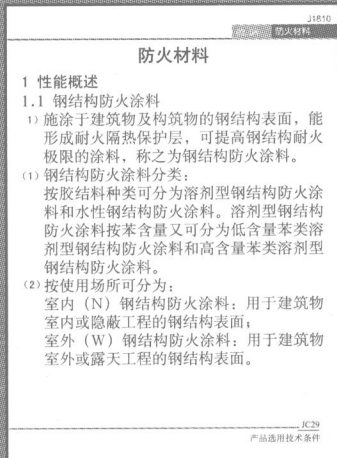 J1810
防火材料
防火材料
1 性能概述
1.1 钢结构防火涂料
1）施涂于建筑物及构筑物的钢结构表面，能
形成耐火隔热保护层，可提高钢结构耐火
极限的涂料，称之为钢结构防火涂料。
（1）钢结构防火涂料分类：
按胶结料种类可分为溶剂型钢结构防火涂
料和水性钢结构防火涂料。溶剂型钢结构
防火涂料按苯含量又可分为低含量苯类溶
剂型钢结构防火涂料和高含量苯类溶剂型
钢结构防火涂料。
（2）按使用场所可分为：
室内（N）钢结构防火涂料：用于建筑物
室内或隐蔽工程的钢结构表面；
室外（W）钢结构防火涂料：用于建筑物
室外或露天工程的钢结构表面。
JC29
产品选用技术条件